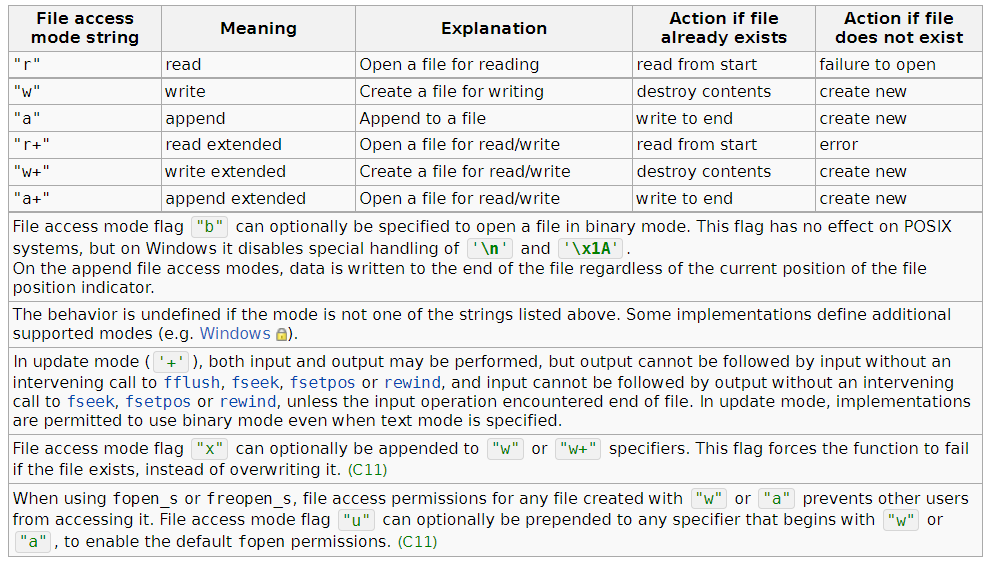 File access mode string Meaning Explanation Action if file already exists Action if file does not exist
"r" read Open a file for reading read from start failure to open
"w" write Create a file for writing destroy contents create new
"a" append Append to a file write to end create new
"r+" read extended Open a file for read/write read from start error
"w+" write extended Create a file for read/write destroy contents create new
"a+" append extended Open a file for read/write write to end create new
File access mode flag "b" can optionally be specified to open a file in binary mode. This flag has no effect on POSIX
systems, but on Windows it disables special handling of '\n' and '\x1A'.
On the append file access modes, data is written to the end of the file regardless of the current position of the file
position indicator.
The behavior is undefined if the mode is not one of the strings listed above. Some implementations define additional
supported modes (e.g. Windows).
In update mode ('+'), both input and output may be performed, but output cannot be followed by input without an
intervening call to fflush, fseek, fsetpos or rewind, and input cannot be followed by output without an intervening
call to fseek, fsetpos or rewind, unless the input operation encountered end of file. In update mode, implementations
are permitted to use binary mode even when text mode is specified.
File access mode flag "x" can optionally be appended to "w" or "w+" specifiers. This flag forces the function to fail
if the file exists, instead of overwriting it. (C11)
When using fopen_s or freopen_s, file access permissions for any file created with "w" or "a" prevents other users
from accessing it. File access mode flag "u" can optionally be prepended to any specifier that begins with "w" or
"a", to enable the default fopen permissions. (C11)